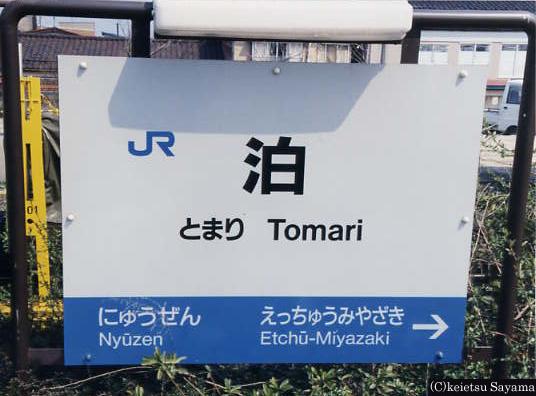 JR
泊
とまり Tomari
にゅうぜん えっちゅうみやざき
Nyūzen Etchū-Miyazaki →
01
(C)keietsu Sayama